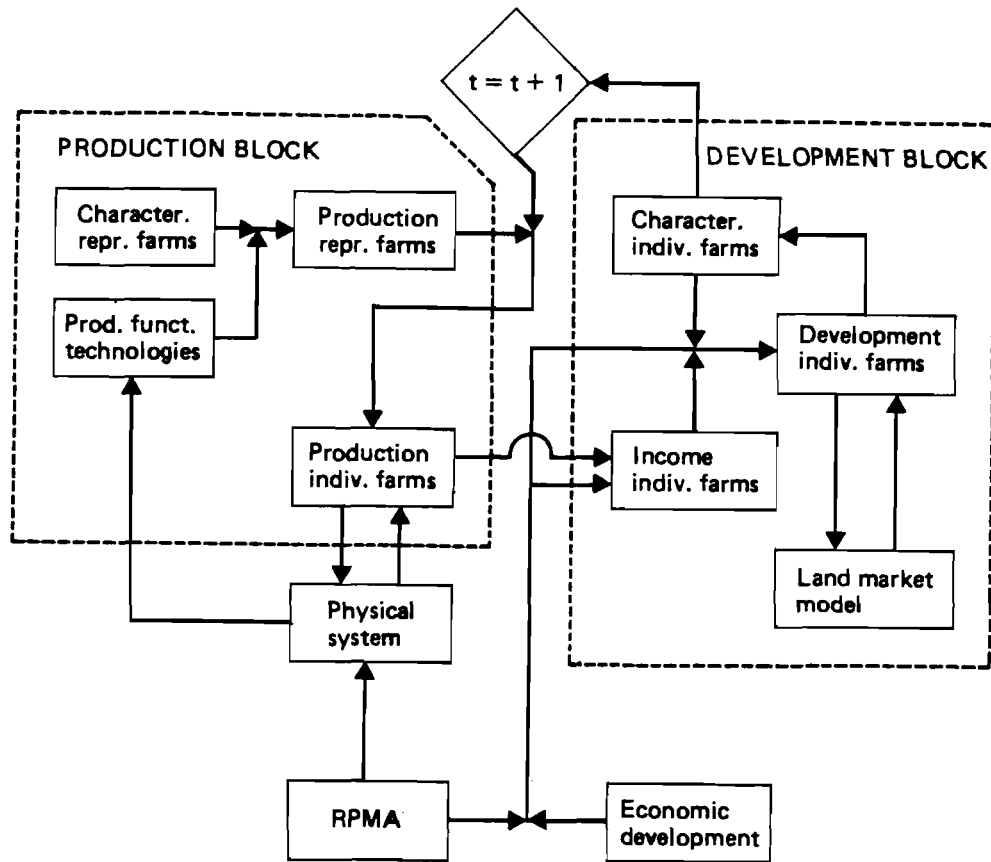 t = t + 1
PRODUCTION BLOCK
Character.
repr. farms
Production
repr. farms
Prod. funct.
technologies
Production
indiv. farms
DEVELOPMENT BLOCK
Character.
indiv. farms
Development
indiv. farms
Income
indiv. farms
Land market
model
Physical
system
RPMA
Economic
development